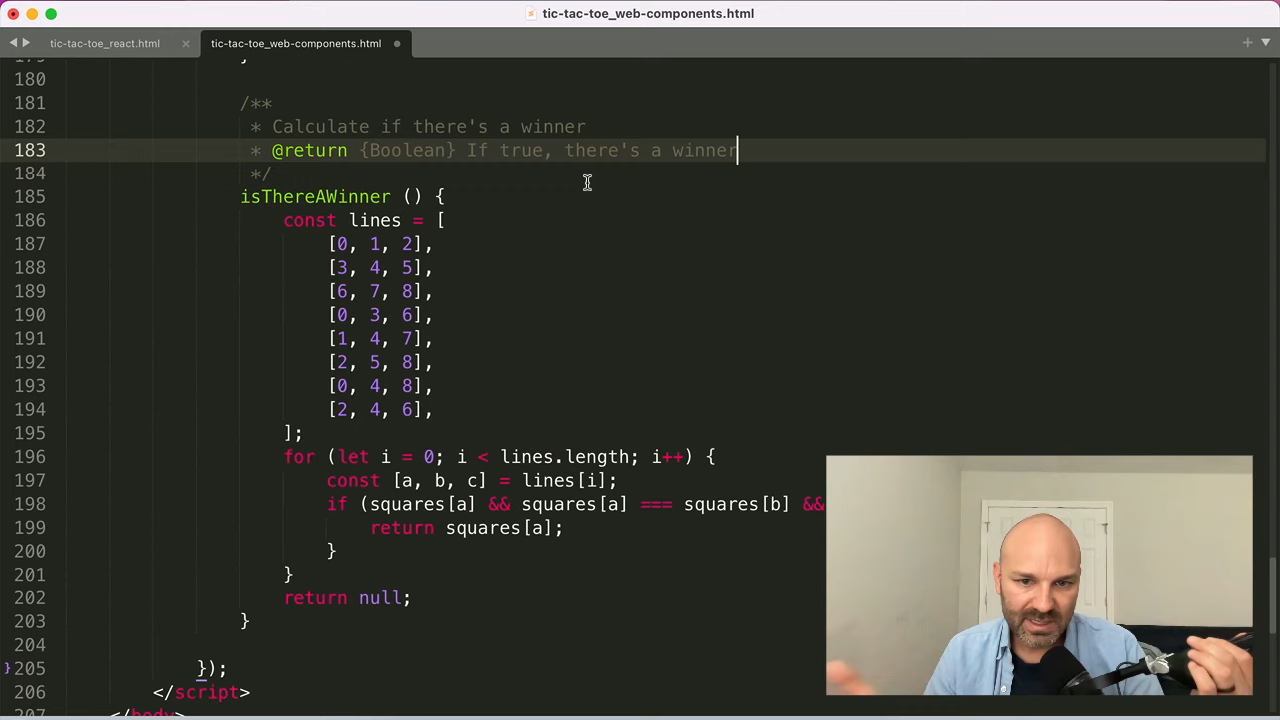 tic-tac-toe_web-components.html
tic-tac-toe_react.html
tic-tac-toe_web-components.html
180
181 /**
182 * Calculate if there's a winner
183 * @return {Boolean} If true, there's a winner
184 */
185 isThereAWinner () {
186 const lines = [
187 [0, 1, 2],
188 [3, 4, 5],
189 [6, 7, 8],
190 [0, 3, 6],
191 [1, 4, 7],
192 [2, 5, 8],
193 [0, 4, 8],
194 [2, 4, 6],
195 ];
196 for (let i = 0; i < lines.length; i++) {
197 const [a, b, c] = lines[i];
198 if (squares[a] && squares[a] === squares[b] &&
199 return squares[a];
200 }
201 }
202 return null;
203 }
204
205 });
206 </script>
</body>